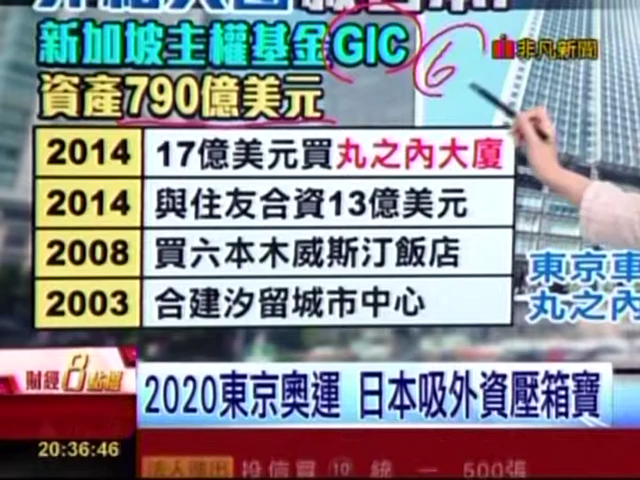 新加坡主權基金GIC
非凡新聞
資產790億美元
2014 17億美元買丸之內大廈
2014 與住友合資13億美元
2008 買六本木威斯汀飯店
2003 合建汐留城市中心
東京車
丸之內
財經8點檔
2020東京奧運 日本吸外資壓箱寶
20:36:46
投信買 10 統一 500張